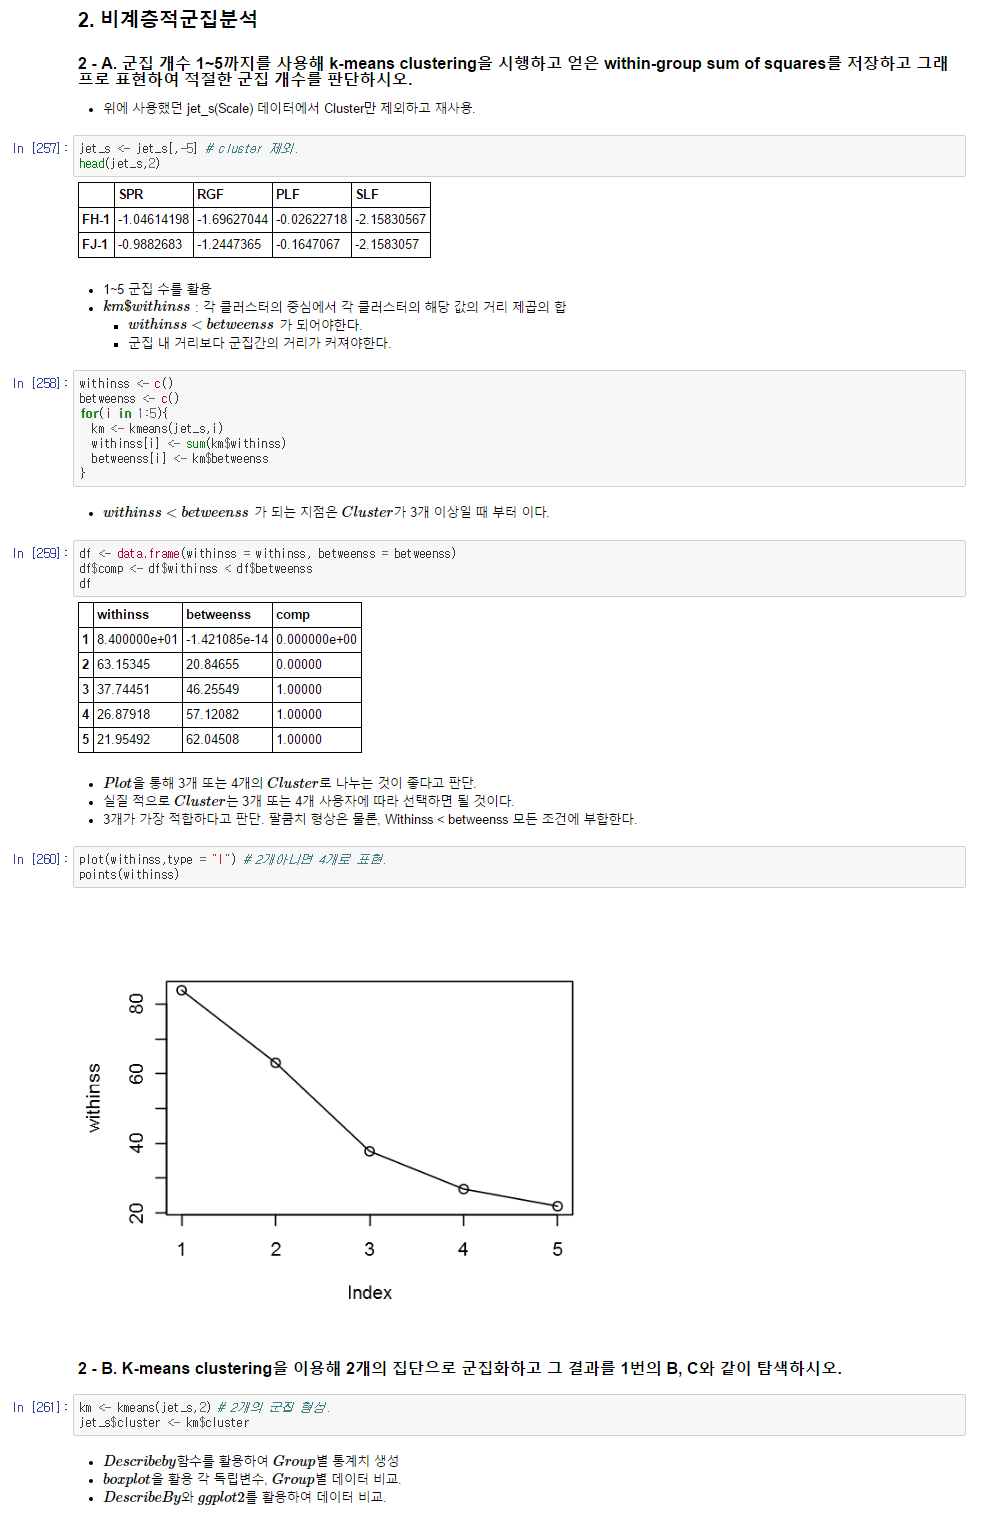 2. 비계층적군집분석
2 - A. 군집 개수 1~5까지를 사용해 k-means clustering을 시행하고 얻은 within-group sum of squares를 저장하고 그래
프로 표현하여 적절한 군집 개수를 판단하시오.
• 위에 사용했던 jet_s(Scale) 데이터에서 Cluster만 제외하고 재사용.
In [257]: jet_s <- jet_s[,-5] # cluster 제외.
head(jet_s,2)
SPR RGF PLF SLF
FH-1 -1.04614198 -1.69627044 -0.02622718 -2.15830567
FJ-1 -0.9882683 -1.2447365 -0.1647067 -2.1583057
• 1~5 군집 수를 활용
• km$withinss : 각 클러스터의 중심에서 각 클러스터의 해당 값의 거리 제곱의 합
▪ withinss < betweenss 가 되어야한다.
▪ 군집 내 거리보다 군집간의 거리가 커져야한다.
In [258]: withinss <- c()
betweenss <- c()
for(i in 1:5){
km <- kmeans(jet_s,i)
withinss[i] <- sum(km$withinss)
betweenss[i] <- km$betweenss
}
• withinss < betweenss 가 되는 지점은 Cluster가 3개 이상일 때 부터 이다.
In [259]: df <- data.frame(withinss = withinss, betweenss = betweenss)
df$comp <- df$withinss < df$betweenss
df
withinss betweenss comp
1 8.400000e+01 -1.421085e-14 0.000000e+00
2 63.15345 20.84655 0.00000
3 37.74451 46.25549 1.00000
4 26.87918 57.12082 1.00000
5 21.95492 62.04508 1.00000
• Plot을 통해 3개 또는 4개의 Cluster로 나누는 것이 좋다고 판단.
• 실질 적으로 Cluster는 3개 또는 4개 사용자에 따라 선택하면 될 것이다.
• 3개가 가장 적합하다고 판단. 팔꿈치 형상은 물론, Withinss < betweenss 모든 조건에 부합한다.
In [260]: plot(withinss,type = "l") # 2개아니면 4개로 표현.
points(withinss)
80
60
withinss
40
20
1 2 3 4 5
Index
2 - B. K-means clustering을 이용해 2개의 집단으로 군집화하고 그 결과를 1번의 B, C와 같이 탐색하시오.
In [261]: km <- kmeans(jet_s,2) # 2개의 군집 형성.
jet_s$cluster <- km$cluster
• Describeby함수를 활용하여 Group별 통계치 생성
• boxplot을 활용 각 독립변수, Group별 데이터 비교.
• DescribeBy와 ggplot2를 활용하여 데이터 비교.